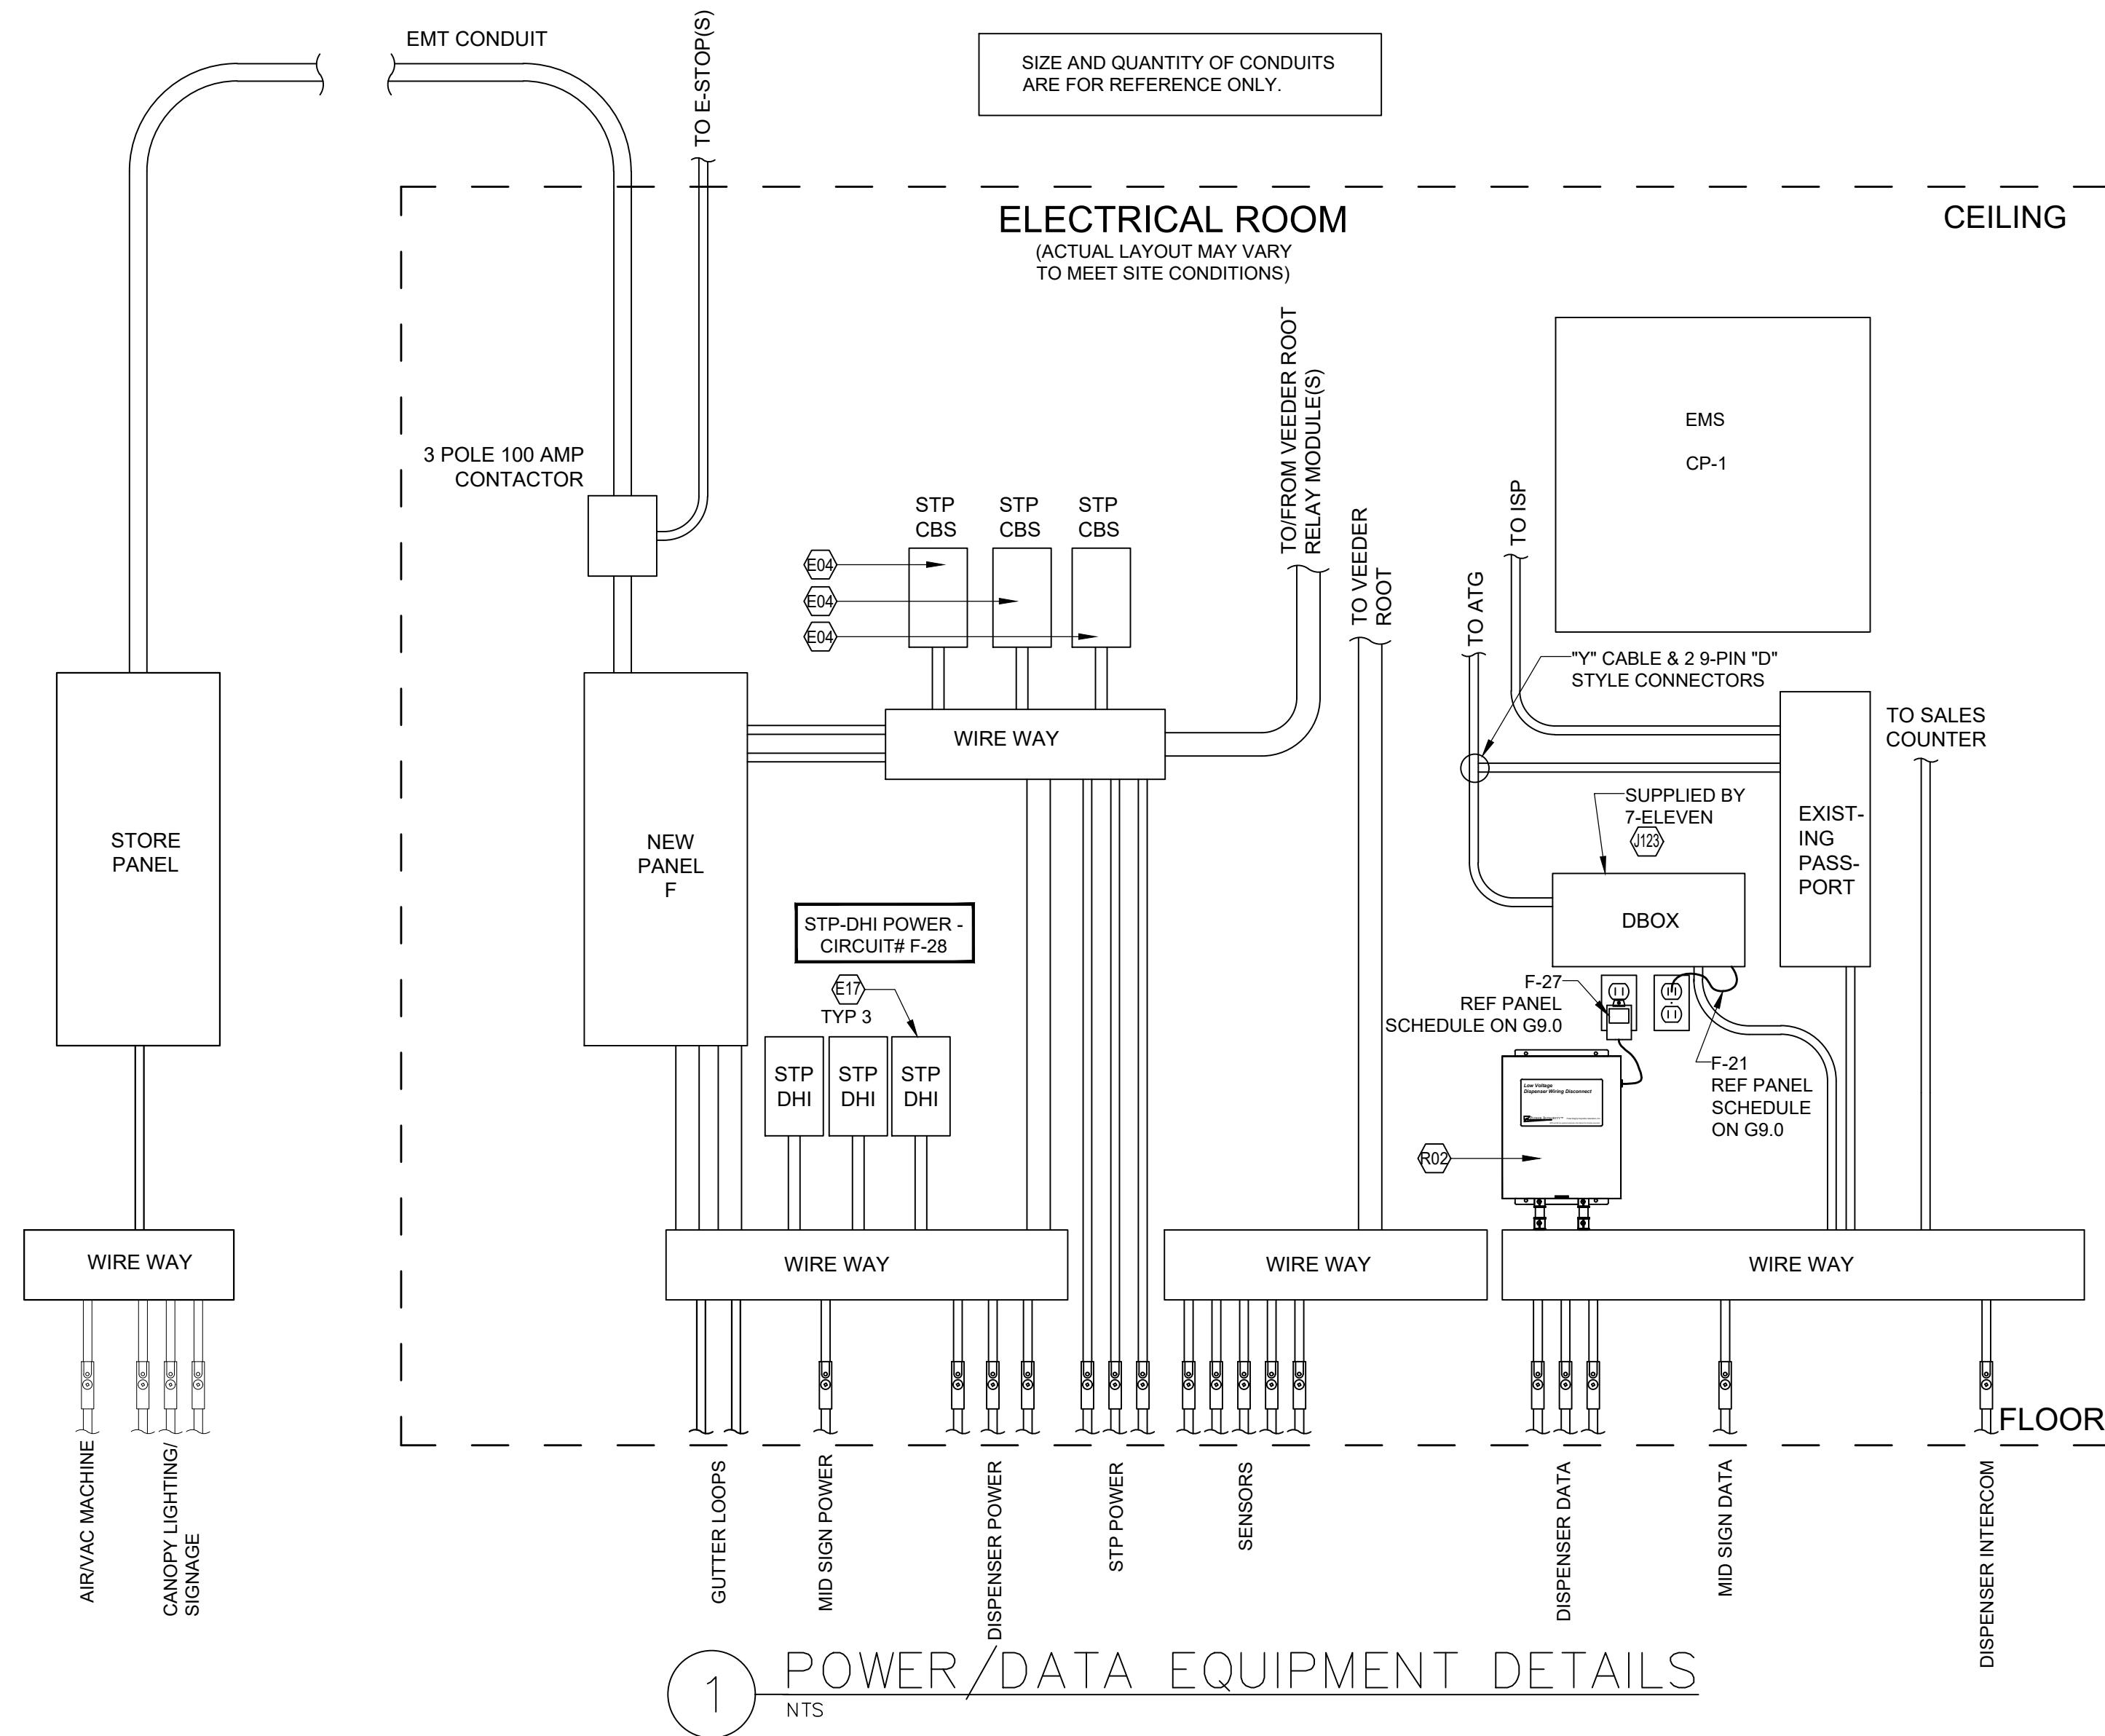 EMT CONDUIT
TO E-STOP(S)
SIZE AND QUANTITY OF CONDUITS
ARE FOR REFERENCE ONLY.
ELECTRICAL ROOM
(ACTUAL LAYOUT MAY VARY
TO MEET SITE CONDITIONS)
CEILING
3 POLE 100 AMP
CONTACTOR
STP
CBS
STP
CBS
STP
CBS
E04
E04
E04
TO/FROM VEEDER ROOT
RELAY MODULE(S)
TO VEEDER
ROOT
TO ATG
TO ISP
EMS
CP-1
"Y" CABLE & 2 9-PIN "D"
STYLE CONNECTORS
TO SALES
COUNTER
WIRE WAY
STORE
PANEL
NEW
PANEL
F
SUPPLIED BY
7-ELEVEN
J123
EXIST-
ING
PASS-
PORT
DBOX
STP-DHI POWER -
CIRCUIT# F-28
E17
TYP 3
STP
DHI
STP
DHI
STP
DHI
F-27
REF PANEL
SCHEDULE ON G9.0
F-21
REF PANEL
SCHEDULE
ON G9.0
Low Voltage
Dispenser Wiring Disconnect
R02
WIRE WAY
WIRE WAY
WIRE WAY
WIRE WAY
FLOOR
AIR/VAC MACHINE
CANOPY LIGHTING/
SIGNAGE
GUTTER LOOPS
MID SIGN POWER
DISPENSER POWER
STP POWER
SENSORS
DISPENSER DATA
MID SIGN DATA
DISPENSER INTERCOM
1
POWER/DATA EQUIPMENT DETAILS
NTS